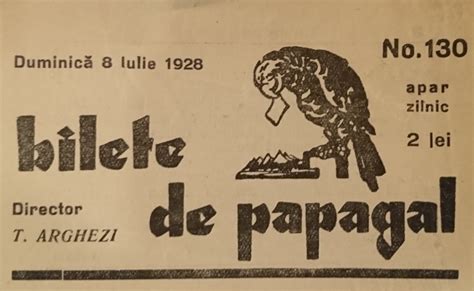 Duminică 8 Iulie 1928
No. 130
apar
zilnic
2 lei
bilete
de papagal
Director
T. ARGHEZI